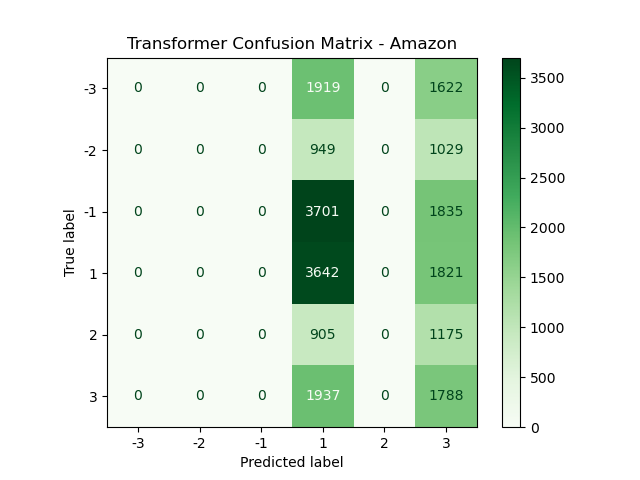 Transformer Confusion Matrix - Amazon
-3 0 0 0 1919 0 1622
-2 0 0 0 949 0 1029
-1 0 0 0 3701 0 1835
1 0 0 0 3642 0 1821
2 0 0 0 905 0 1175
3 0 0 0 1937 0 1788
-3 -2 -1 1 2 3
Predicted label
True label
3500
3000
2500
2000
1500
1000
500
0